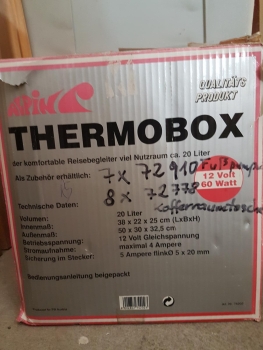 QUALITÄTS
PRODUKT
THERMOBOX
der komfortable Reisebegleiter viel Nutzraum ca. 20 Liter
Als Zubehör erhältlich:
7x 72910 Fußpumpe
8x 72778
Kofferraumtasche
12 Volt
60 Watt
Technische Daten:
Volumen: 20 Liter
Innenmaß: 38 x 22 x 25 cm (LxBxH)
Außenmaß: 50 x 30 x 32,5 cm
Betriebsspannung: 12 Volt Gleichspannung
Stromaufnahme: maximal 4 Ampere
Sicherung im Stecker: 5 Ampere flinkØ 5 x 20 mm
Bedienungsanleitung beigepackt